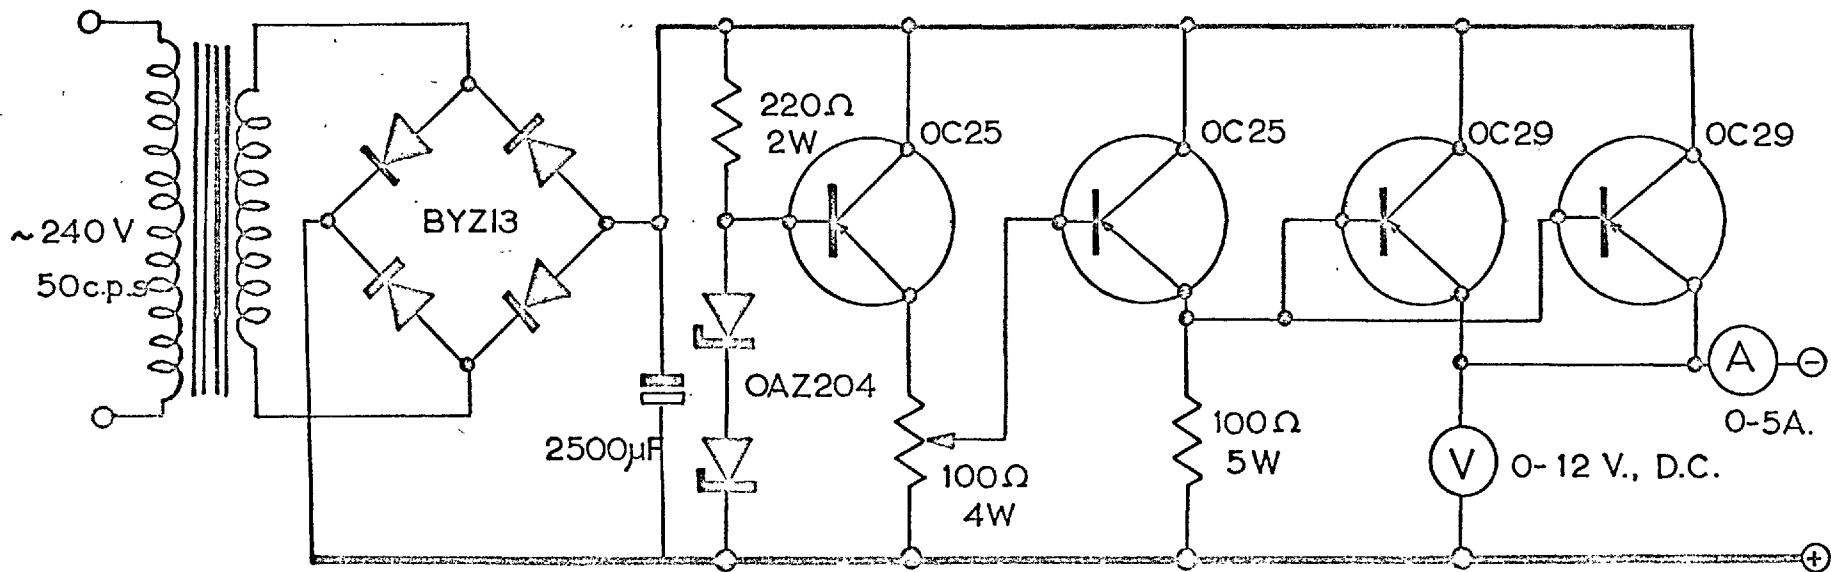 ~240 V
50c.p.s
BYZ13
2500µF
220Ω
2W
OAZ204
OC25
100Ω
4W
OC25
100Ω
5W
OC29
OC29
V
0-12 V., D.C.
A
0-5A.
−
+